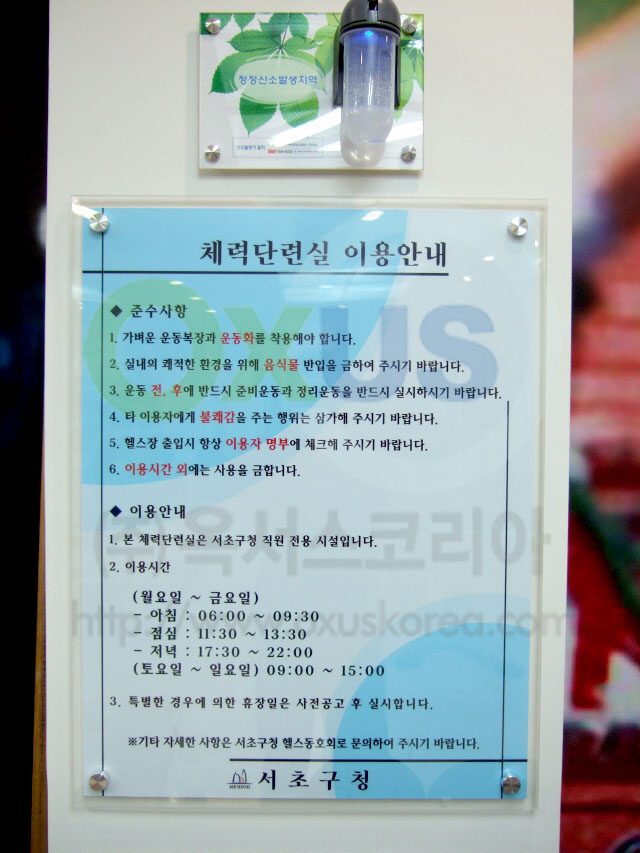 청정산소발생지역
체력단련실 이용안내
◆ 준수사항
1. 가벼운 운동복장과 운동화를 착용해야 합니다.
2. 실내의 쾌적한 환경을 위해 음식물 반입을 금하여 주시기 바랍니다.
3. 운동 전, 후에 반드시 준비운동과 정리운동을 반드시 실시하시기 바랍니다.
4. 타 이용자에게 불쾌감을 주는 행위는 삼가해 주시기 바랍니다.
5. 헬스장 출입시 항상 이용자 명부에 체크해 주시기 바랍니다.
6. 이용시간 외에는 사용을 금합니다.
OXUS
◆ 이용안내
1. 본 체력단련실은 서초구청 직원 전용 시설입니다.
(주)옥서스코리아
2. 이용시간
(월요일 ~ 금요일)
- 아침 : 06:00 ~ 09:30
http://www.oxuskorea.com
- 점심 : 11:30 ~ 13:30
- 저녁 : 17:30 ~ 22:00
(토요일 ~ 일요일) 09:00 ~ 15:00
3. 특별한 경우에 의한 휴장일은 사전공고 후 실시합니다.
※기타 자세한 사항은 서초구청 헬스동호회로 문의하여 주시기 바랍니다.
서초구청